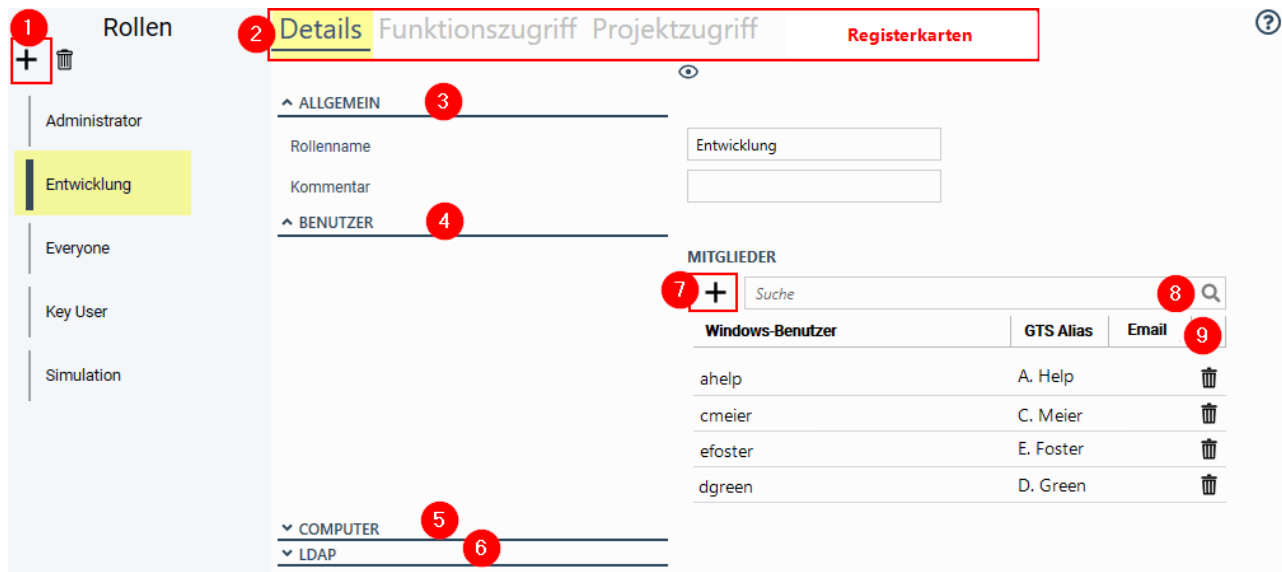 1
Rollen
2
Details Funktionszugriff Projektzugriff
Registerkarten
Administrator
Entwicklung
Everyone
Key User
Simulation
ALLGEMEIN
3
Rollenname
Entwicklung
Kommentar
BENUTZER
4
MITGLIEDER
7
Suche
8
Windows-Benutzer GTS Alias Email
9
ahelp A. Help
cmeier C. Meier
efoster E. Foster
dgreen D. Green
COMPUTER
5
LDAP
6